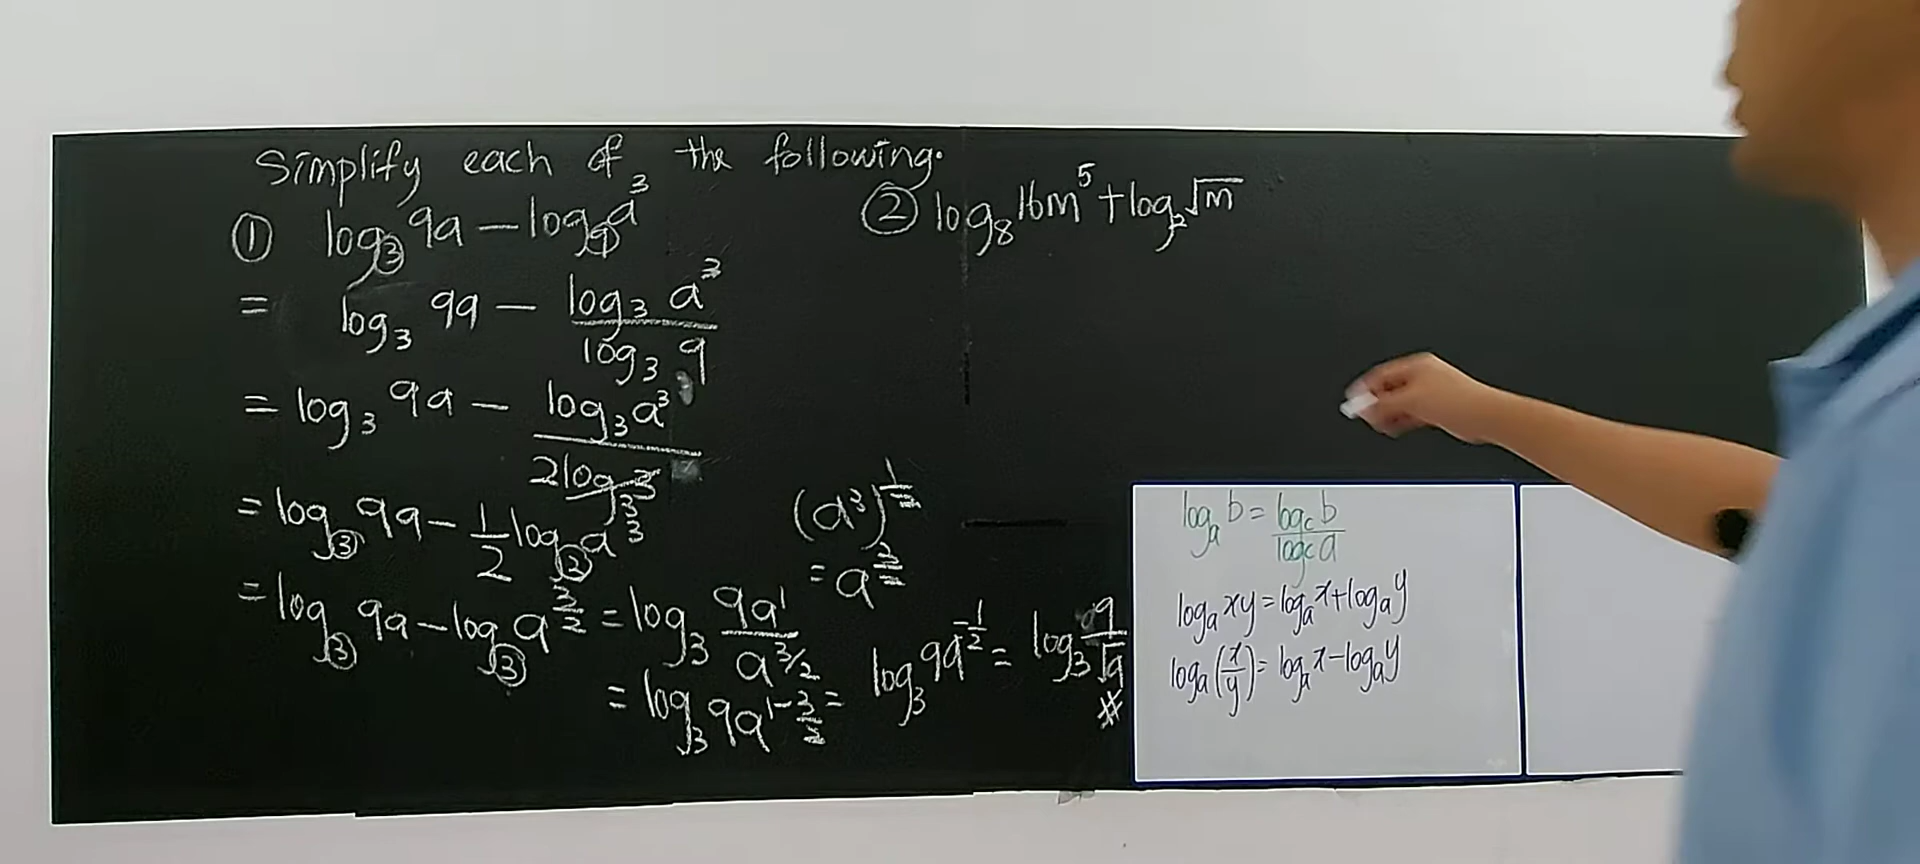 Simplify each of the following.
① log₃ 9a − log₉ a³
= log₃ 9a − log₃ a³ / log₃ 9
= log₃ 9a − log₃ a³ / 2log₃ 3
= log₃ 9a − 1/2 log₃ a³
= log₃ 9a − log₃ a^(3/2) = log₃ 9a¹ / a^(3/2)
= log₃ 9a^(1−3/2) = log₃ 9a^(−1/2) = log₃ 9/√a #
(a³)^(1/2)
= a^(3/2)
② log₈ 16m⁵ + log₂ √m
logₐ b = log_c b / log_c a
logₐ xy = logₐ x + logₐ y
logₐ (x/y) = logₐ x − logₐ y